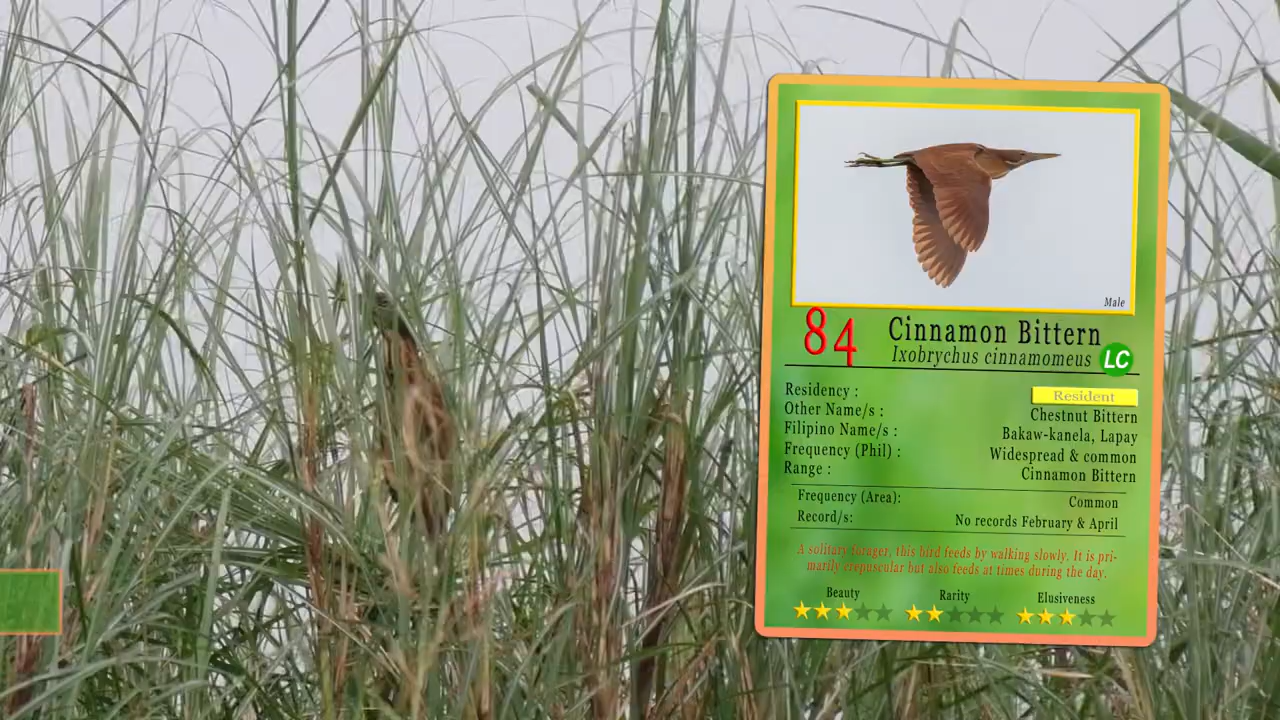 Male
84
Cinnamon Bittern
Ixobrychus cinnamomeus
LC
Residency : Resident
Other Name/s : Chestnut Bittern
Filipino Name/s : Bakaw-kanela, Lapay
Frequency (Phil) : Widespread & common
Range : Cinnamon Bittern
Frequency (Area): Common
Record/s: No records February & April
A solitary forager, this bird feeds by walking slowly. It is pri-
marily crepuscular but also feeds at times during the day.
Beauty Rarity Elusiveness